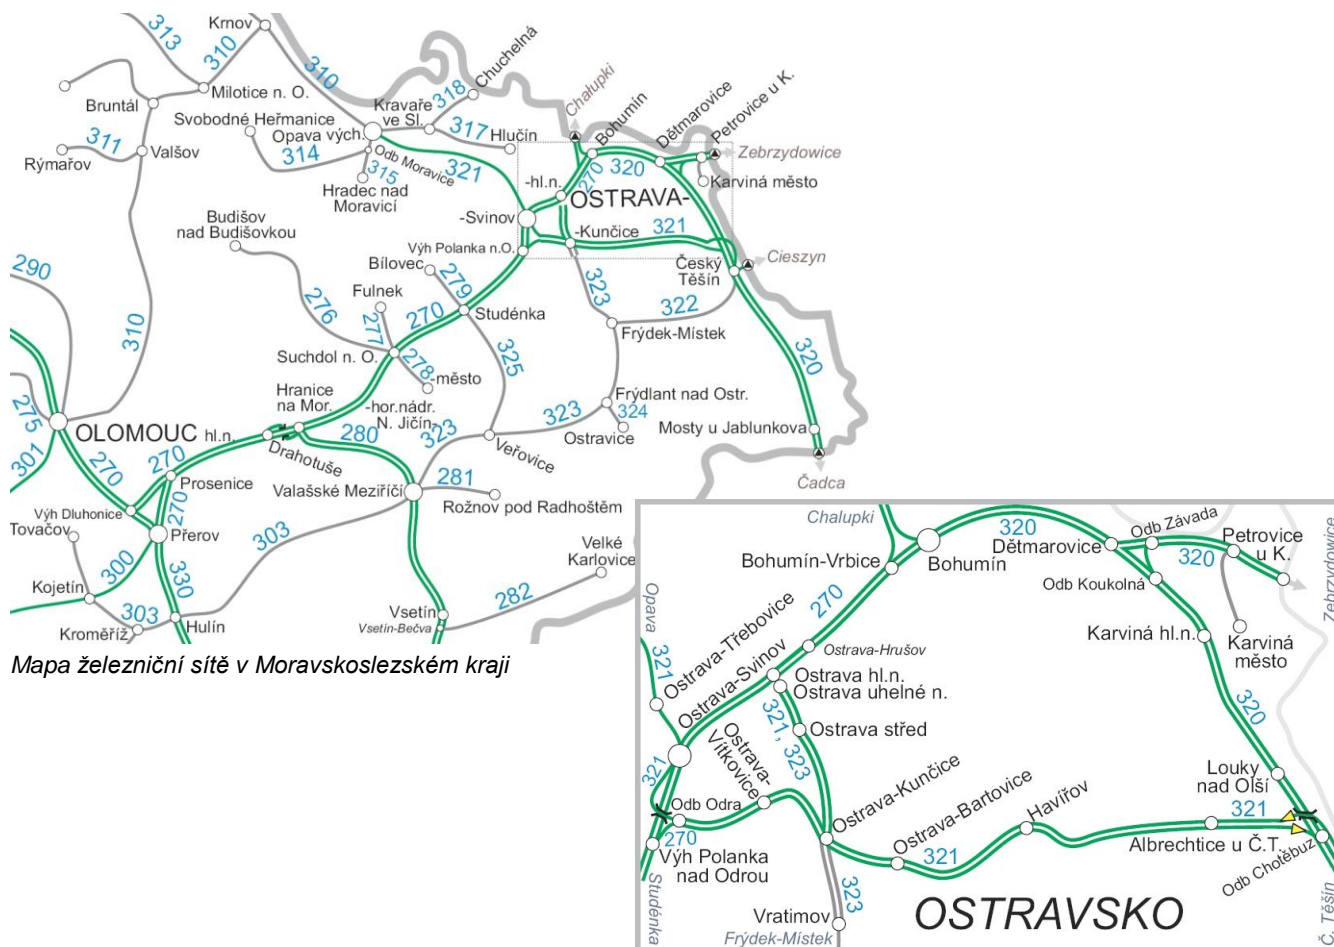 313
Krnov
310
310
Milotice n. O.
Bruntál
Svobodné Heřmanice
311
Rýmařov
Valšov
314
Opava vých.
Kravaře
ve Sl.
318
Chuchelná
317
Hlučín
Odb Moravice
315
Hradec nad
Moravicí
321
Chałupki
Bohumín
Dětmarovice
Petrovice u K.
Zebrzydowice
320
270
Karviná město
-hl.n.
OSTRAVA-
-Svinov
-Kunčice
321
Výh Polanka n.O.
Český
Těšín
Cieszyn
Budišov
nad Budišovkou
Bílovec
279
Fulnek
276
277
270
Studénka
323
322
Frýdek-Místek
290
310
Suchdol n. O.
278
-město
325
320
Hranice
na Mor.
-hor.nádr.
N. Jičín-
323
323
Frýdlant nad Ostr.
324
Ostravice
Mosty u Jablunkova
Čadca
275
OLOMOUC hl.n.
301
270
270
Drahotuše
280
Veřovice
Prosenice
Valašské Meziříčí
281
Rožnov pod Radhoštěm
Výh Dluhonice
270
Tovačov
Přerov
303
300
330
Kojetín
303
Kroměříž
Hulín
Velké
Karlovice
282
Vsetín
Vsetín-Bečva
Mapa železniční sítě v Moravskoslezském kraji
Chalupki
320
Bohumín-Vrbice
Bohumín
Dětmarovice
Odb Závada
320
Petrovice
u K.
Zebrzydowice
Odb Koukolná
270
Opava
321
Ostrava-Třebovice
Ostrava-Svinov
Ostrava-Hrušov
Ostrava hl.n.
Ostrava uhelné n.
Karviná hl.n.
Karviná
město
321, 323
Ostrava střed
320
Ostrava-
Vítkovice
321
Odb Odra
270
Výh Polanka
nad Odrou
Studénka
Ostrava-Kunčice
Ostrava-Bartovice
321
Havířov
Louky
nad Olší
321
Albrechtice u Č.T.
Odb Chotěbuz
Č. Těšín
323
Vratimov
Frýdek-Místek
OSTRAVSKO